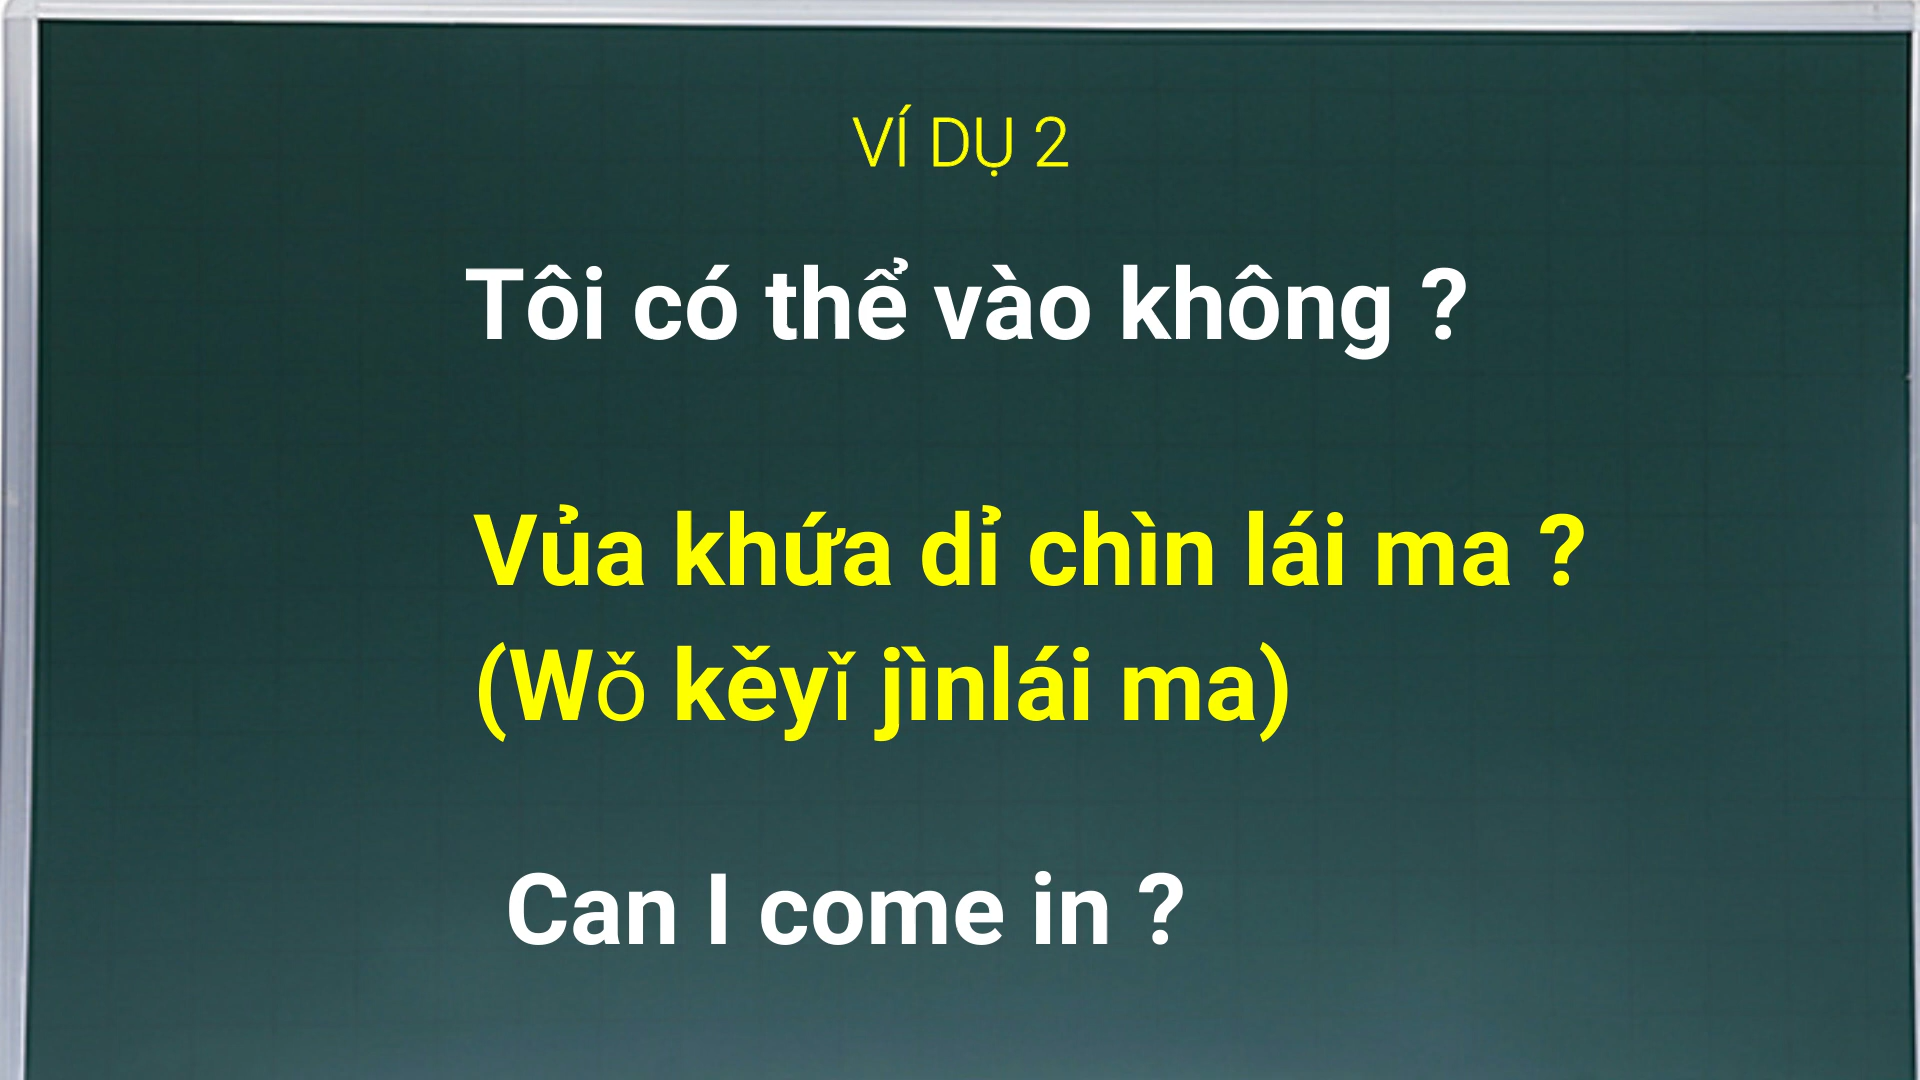 VÍ DỤ 2
Tôi có thể vào không ?
Vủa khứa dỉ chìn lái ma ?
(Wǒ kěyǐ jìnlái ma)
Can I come in ?